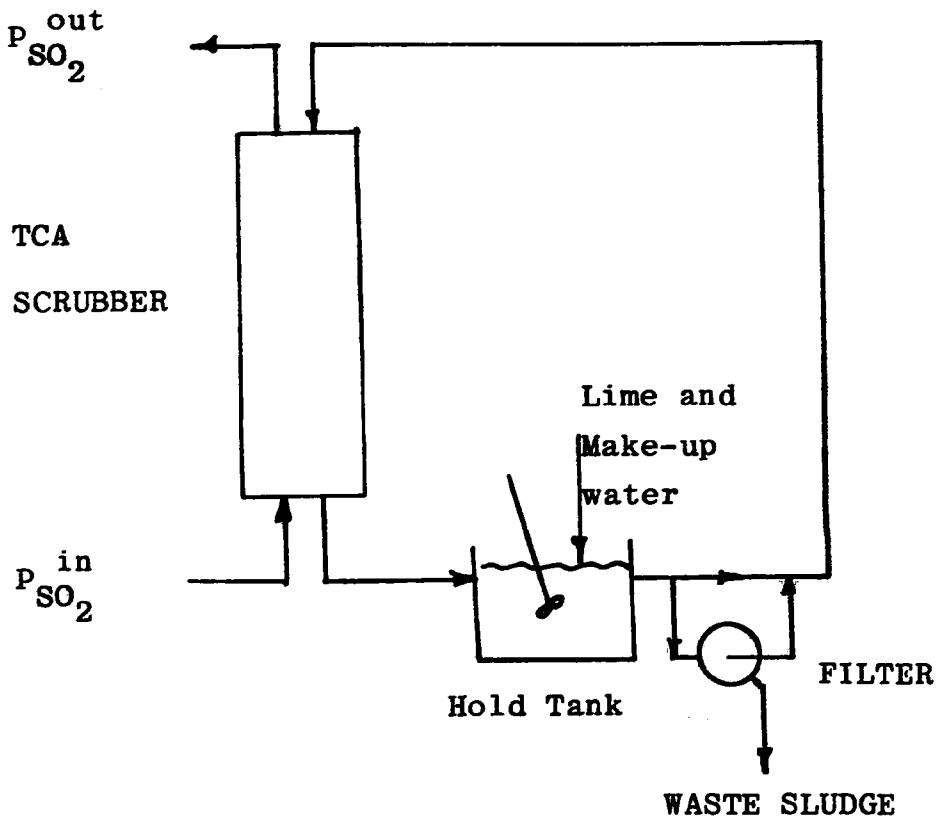 P_SO2^out
TCA
SCRUBBER
Lime and
Make-up
water
P_SO2^in
FILTER
Hold Tank
WASTE SLUDGE